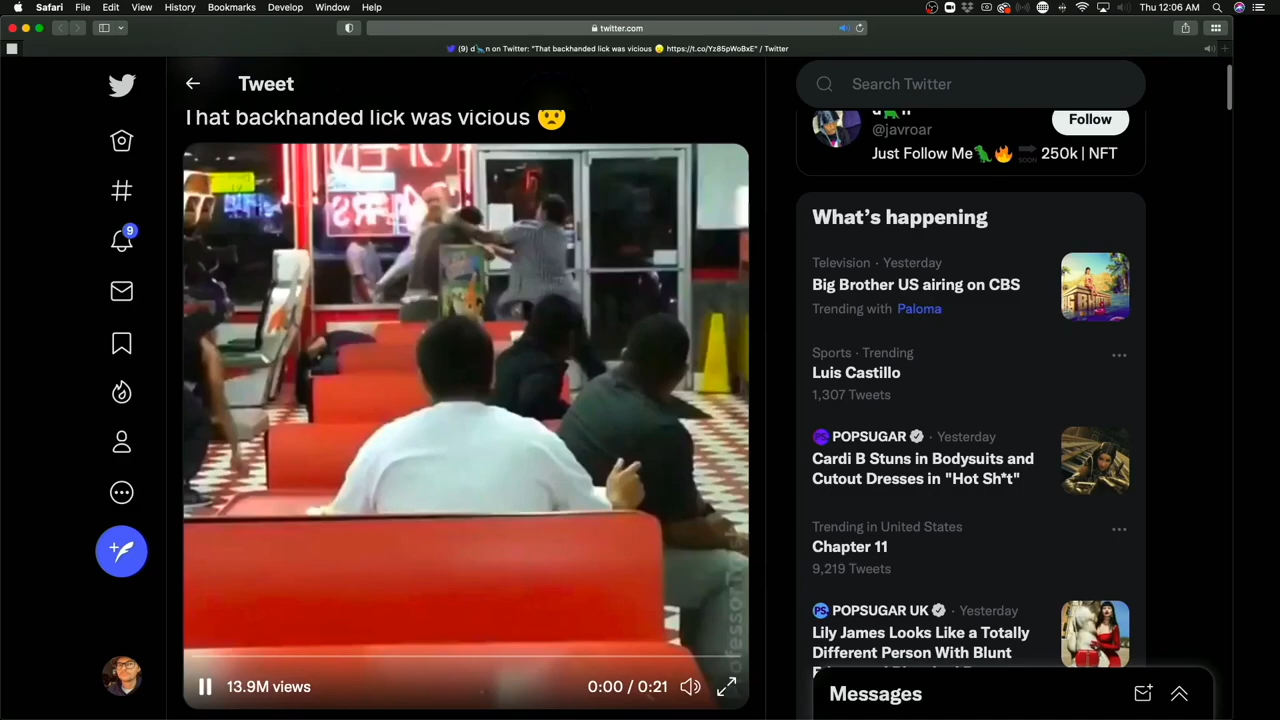 Safari File Edit View History Bookmarks Develop Window Help
Thu 12:06 AM
twitter.com
(9) d🦕n on Twitter: "That backhanded lick was vicious 😟 https://t.co/Yz85pWoBxE" / Twitter
Tweet
That backhanded lick was vicious 😟
9
13.9M views
0:00 / 0:21
Search Twitter
@javroar
Follow
Just Follow Me🦖🔥 🔜 250k | NFT
What's happening
Television · Yesterday
Big Brother US airing on CBS
Trending with Paloma
Sports · Trending
Luis Castillo
1,307 Tweets
POPSUGAR · Yesterday
Cardi B Stuns in Bodysuits and
Cutout Dresses in "Hot Sh*t"
Trending in United States
Chapter 11
9,219 Tweets
POPSUGAR UK · Yesterday
Lily James Looks Like a Totally
Different Person With Blunt
Messages